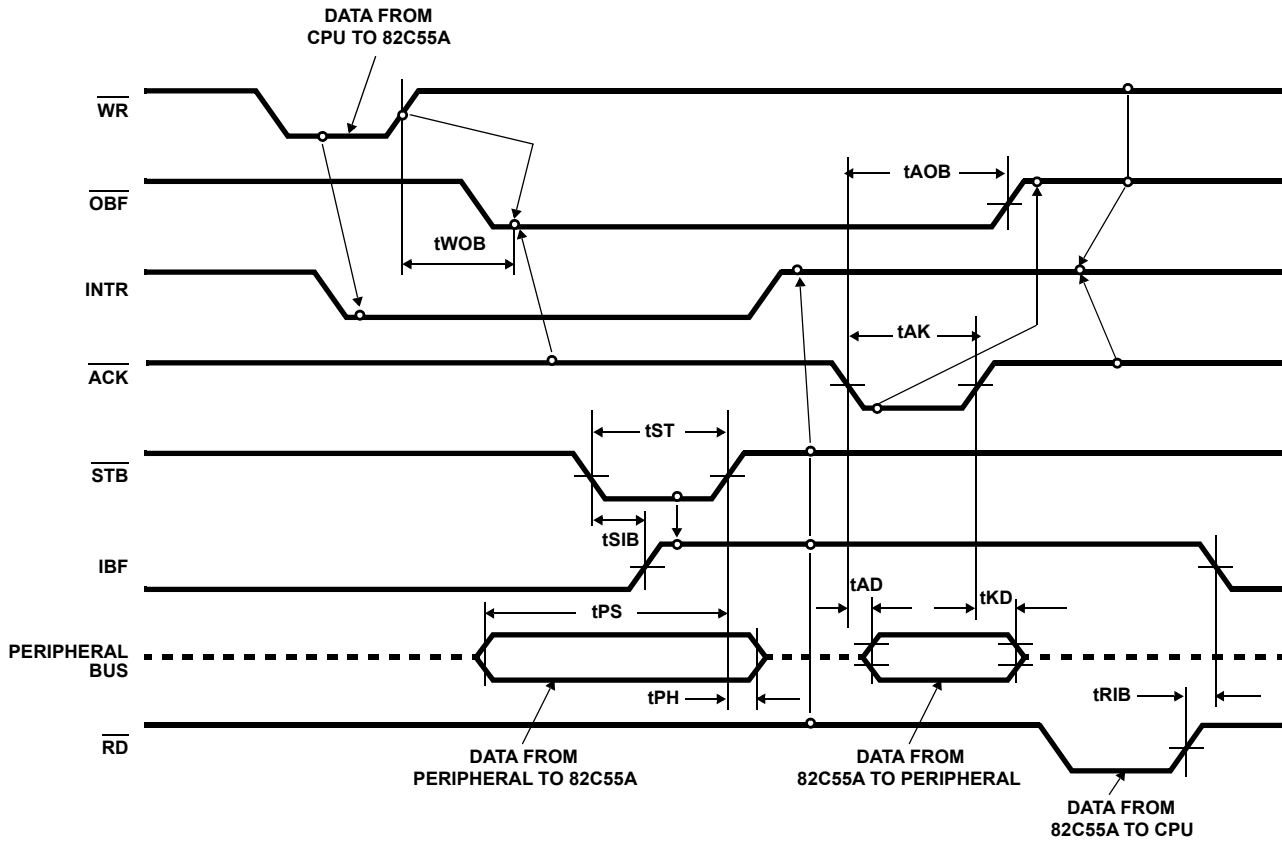 DATA FROM
CPU TO 82C55A
WR
OBF
tAOB
tWOB
INTR
tAK
ACK
tST
STB
tSIB
IBF
tAD
tKD
tPS
PERIPHERAL
BUS
tPH
tRIB
RD
DATA FROM
PERIPHERAL TO 82C55A
DATA FROM
82C55A TO PERIPHERAL
DATA FROM
82C55A TO CPU